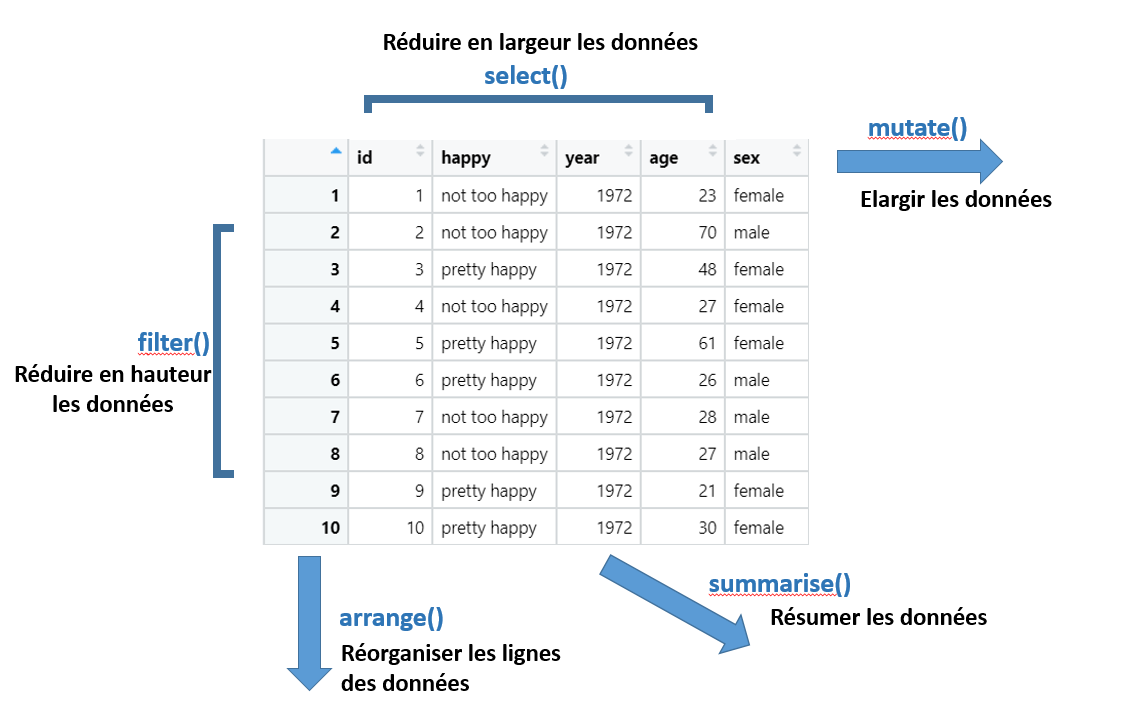 Réduire en largeur les données
select()
mutate()
Elargir les données
id happy year age sex
1 1 not too happy 1972 23 female
2 2 not too happy 1972 70 male
3 3 pretty happy 1972 48 female
4 4 not too happy 1972 27 female
5 5 pretty happy 1972 61 female
6 6 pretty happy 1972 26 male
7 7 not too happy 1972 28 male
8 8 not too happy 1972 27 male
9 9 pretty happy 1972 21 female
10 10 pretty happy 1972 30 female
filter()
Réduire en hauteur
les données
arrange()
Réorganiser les lignes
des données
summarise()
Résumer les données